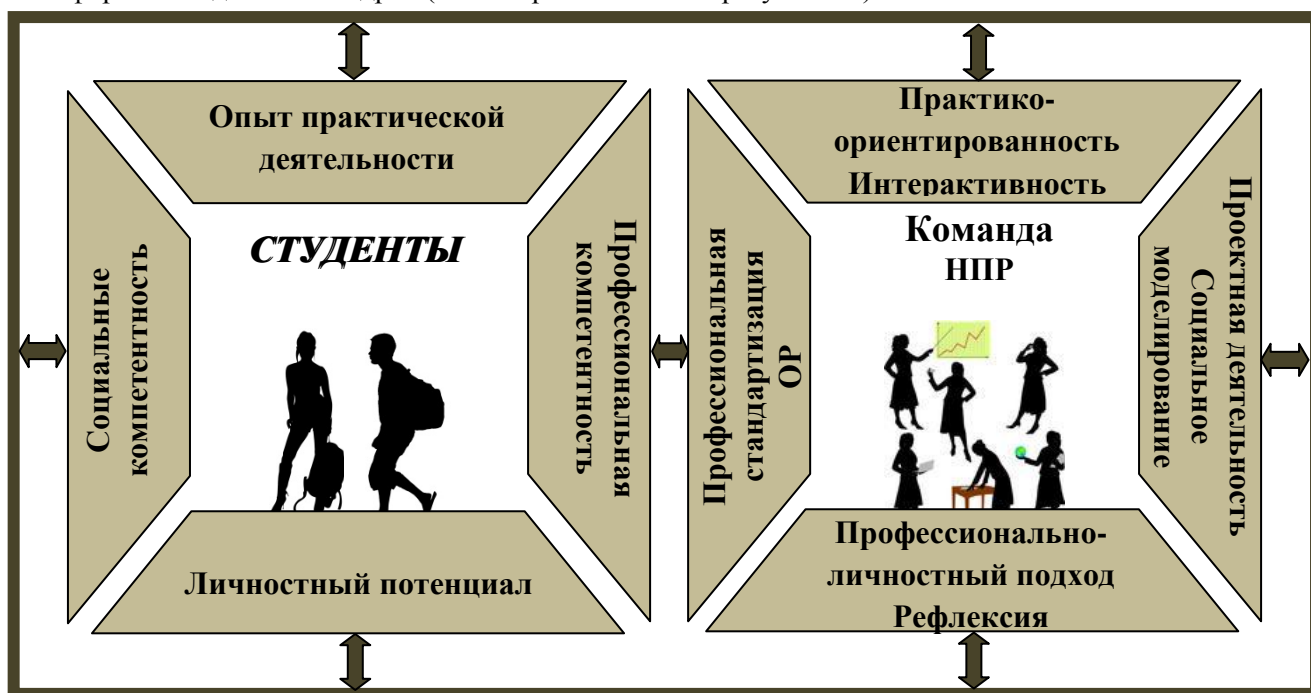 Опыт практической
деятельности
Социальные
компетентность
СТУДЕНТЫ
Профессиональная
компетентность
Личностный потенциал
Практико-
ориентированность
Интерактивность
Профессиональная
стандартизация
ОР
Команда
НПР
Проектная деятельность
Социальное
моделирование
Профессионально-
личностный подход
Рефлексия